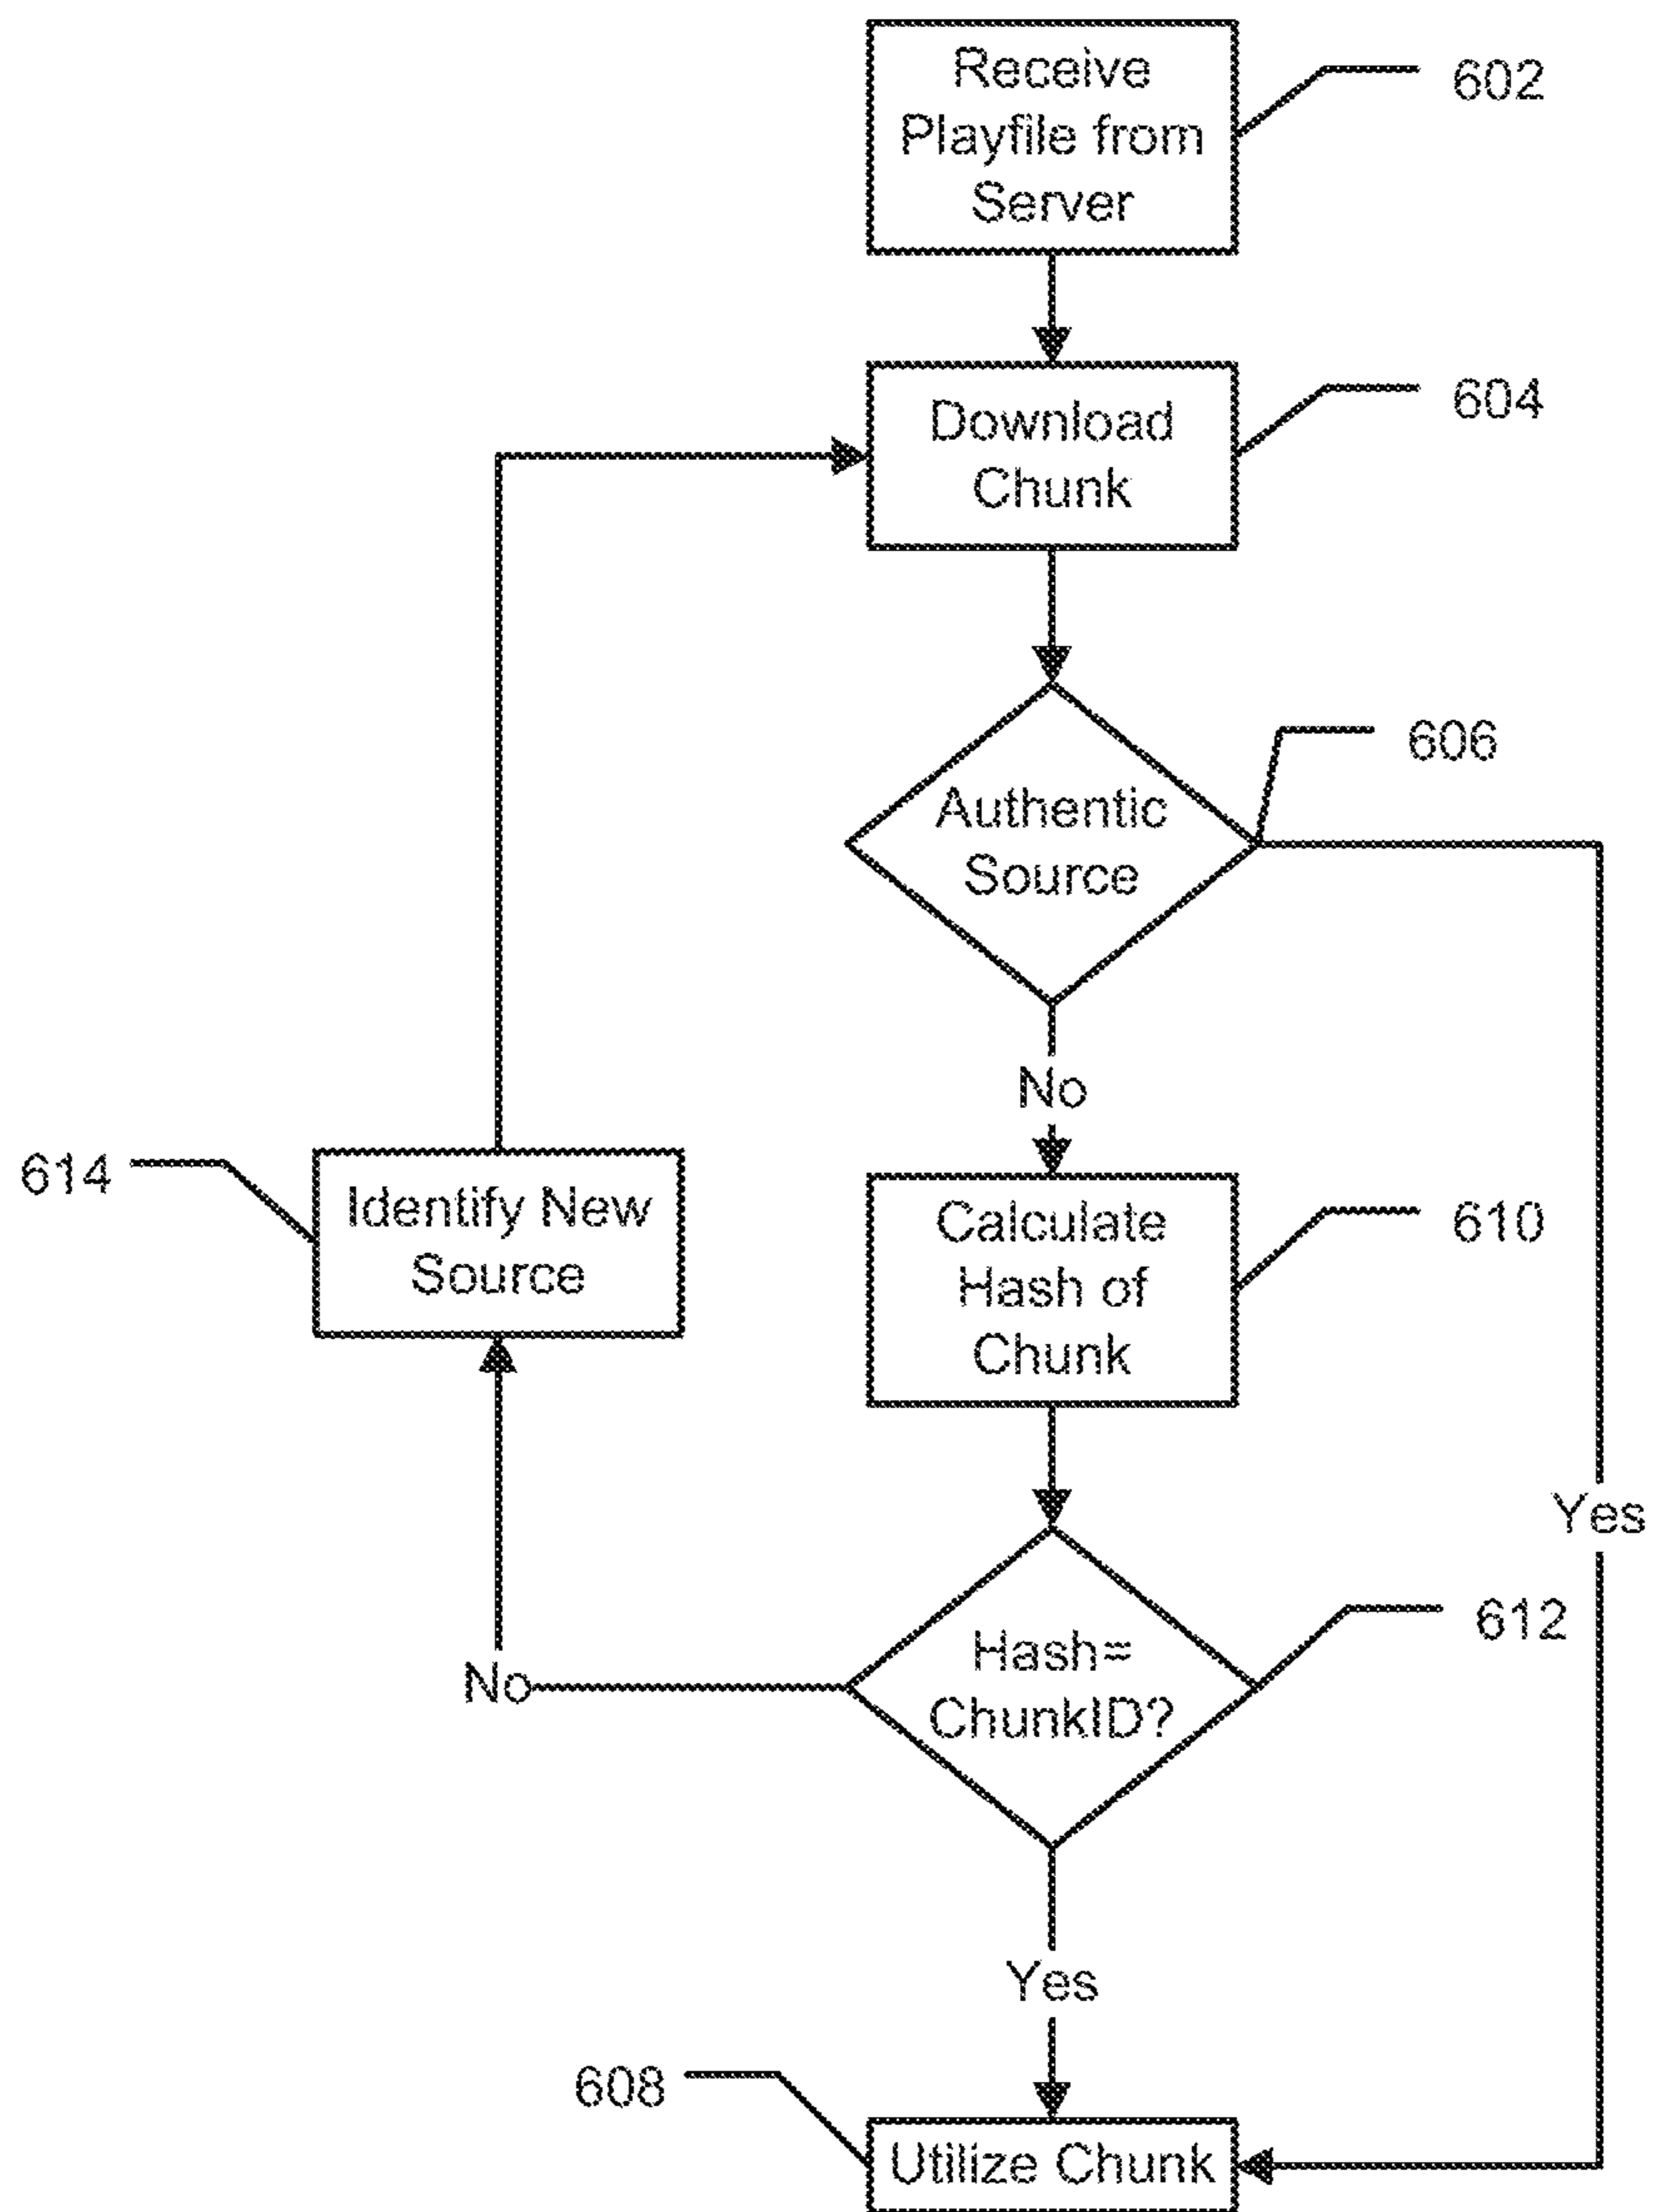 Receive
Playfile from
Server
602
Download
Chunk
604
Authentic
Source
606
No
614
Identify New
Source
Calculate
Hash of
Chunk
610
Yes
Hash=
ChunkID?
612
No
Yes
608
Utilize Chunk